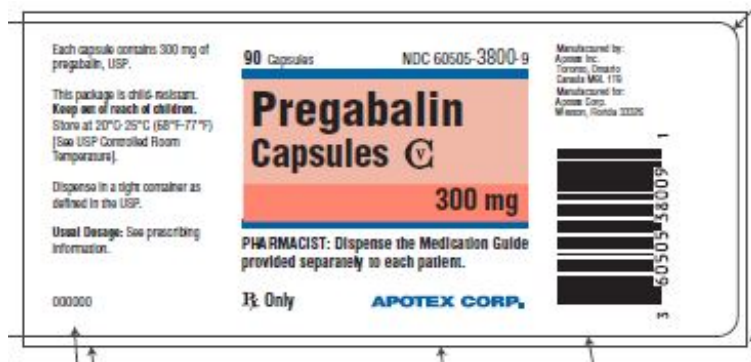 Each capsule contains 300 mg of
pregabalin, USP.
This package is child-resistant.
Keep out of reach of children.
Store at 20°C-25°C (68°F-77°F)
[See USP Controlled Room
Temperature].
Dispense in a tight container as
defined in the USP.
Usual Dosage: See prescribing
information.
000000
90 Capsules NDC 60505-3800-9
Pregabalin
Capsules CV
300 mg
PHARMACIST: Dispense the Medication Guide
provided separately to each patient.
Rx Only APOTEX CORP.
Manufactured by:
Apotex Inc.
Toronto, Ontario
Canada M9L 1T9
Manufactured for:
Apotex Corp.
Weston, Florida 33326
3 60505 38009 1